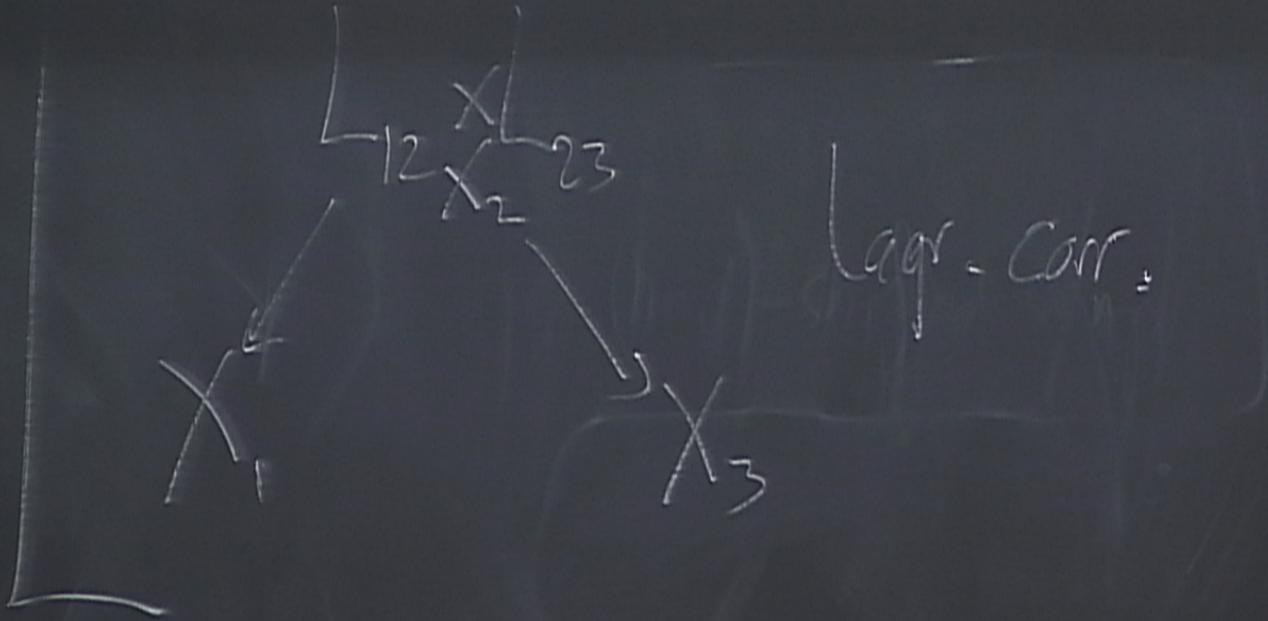 L₁₂ ×_{X₂} L₂₃
Lagr. corr.
X₁ X₃